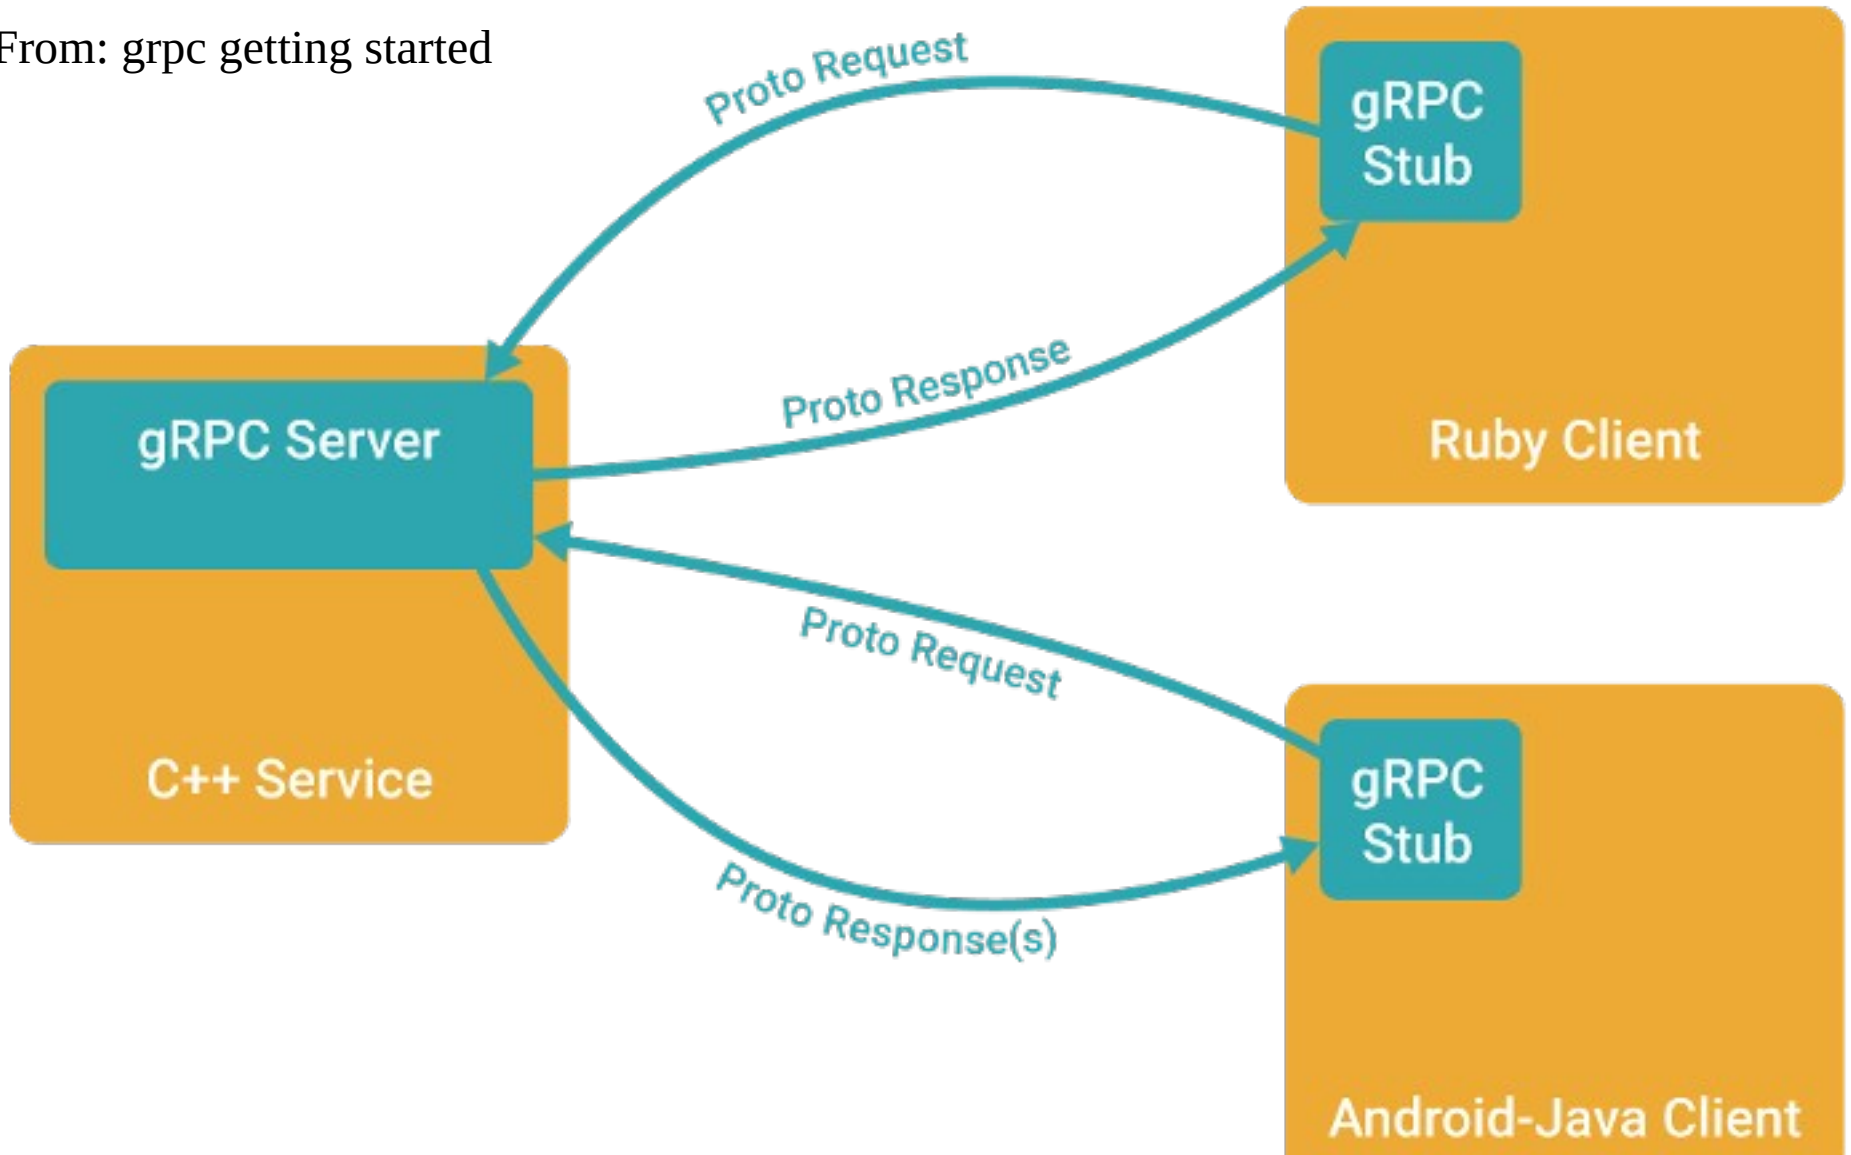 From: grpc getting started
Proto Request
gRPC
Stub
Proto Response
Ruby Client
gRPC Server
C++ Service
Proto Request
gRPC
Stub
Proto Response(s)
Android-Java Client